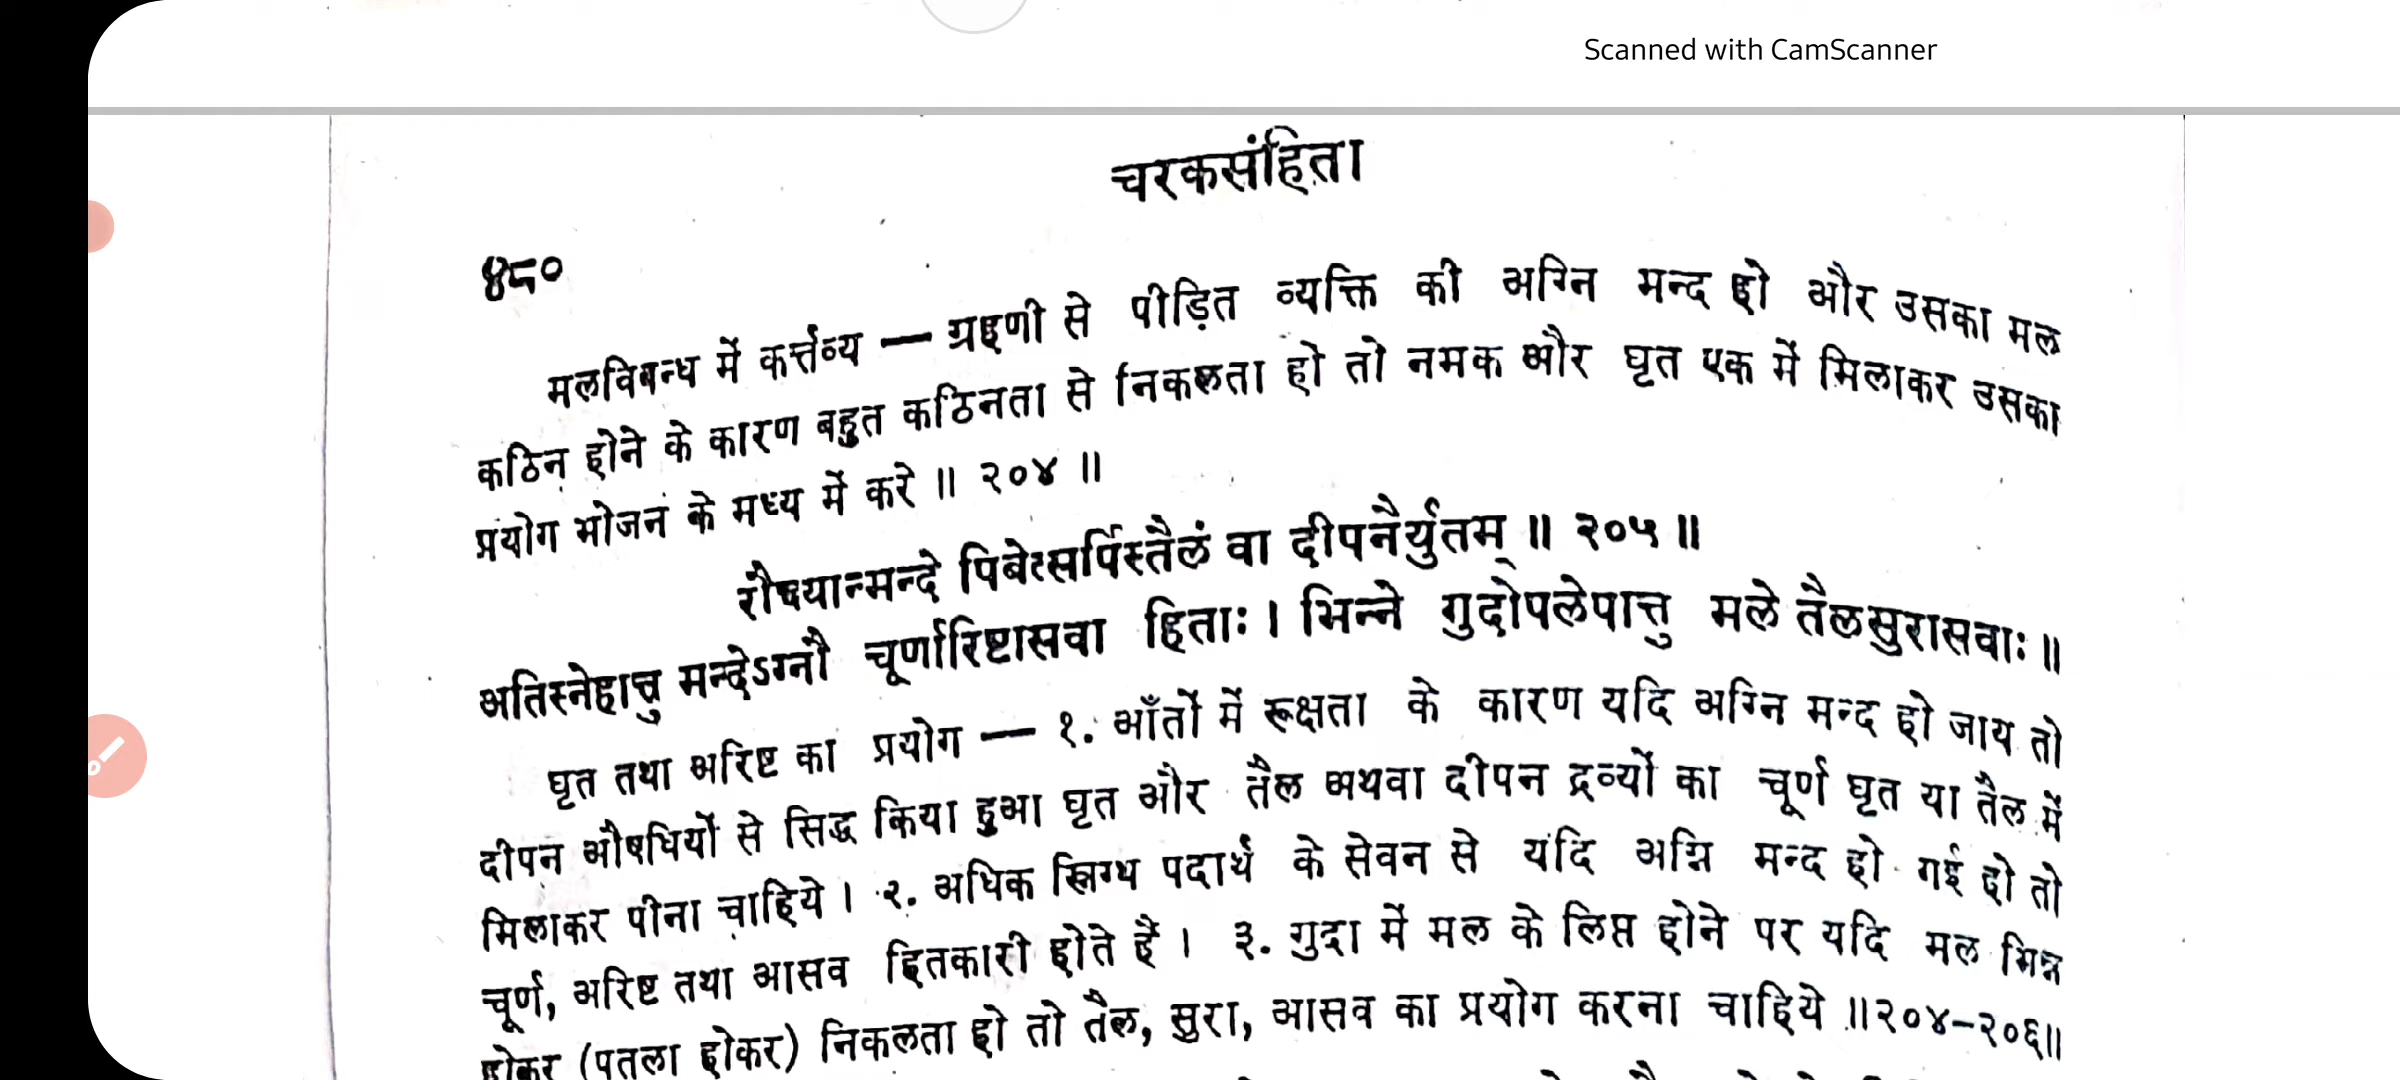 Scanned with CamScanner
चरकसंहिता
४८०
मलविबन्ध में कर्त्तव्य — ग्रहणी से पीड़ित व्यक्ति की अग्नि मन्द हो और उसका मल
कठिन होने के कारण बहुत कठिनता से निकलता हो तो नमक और घृत एक में मिलाकर उसका
प्रयोग भोजन के मध्य में करे ॥ २०४ ॥
रौक्ष्यान्मन्दे पिबेत्सर्पिस्तैलं वा दीपनैर्युतम् ॥ २०५ ॥
अतिस्नेहात्तु मन्देऽग्नौ चूर्णारिष्टासवा हिताः । भिन्ने गुदोपलेपात्तु मले तैलसुरासवाः ॥
घृत तथा अरिष्ट का प्रयोग — १. आँतों में रूक्षता के कारण यदि अग्नि मन्द हो जाय तो
दीपन औषधियों से सिद्ध किया हुआ घृत और तैल अथवा दीपन द्रव्यों का चूर्ण घृत या तैल में
मिलाकर पीना चाहिये । २. अधिक स्निग्ध पदार्थ के सेवन से यदि अग्नि मन्द हो गई हो तो
चूर्ण, अरिष्ट तथा आसव हितकारी होते हैं । ३. गुदा में मल के लिप्त होने पर यदि मल भिन्न
होकर (पतला होकर) निकलता हो तो तैल, सुरा, आसव का प्रयोग करना चाहिये ॥२०४-२०६॥